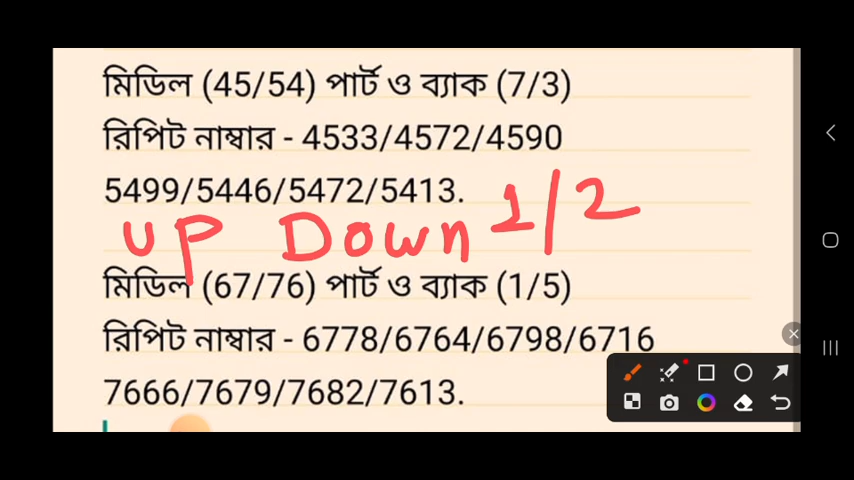 মিডিল (45/54) পার্ট ও ব্যাক (7/3)
রিপিট নাম্বার - 4533/4572/4590
5499/5446/5472/5413.
up Down 1/2
মিডিল (67/76) পার্ট ও ব্যাক (1/5)
রিপিট নাম্বার - 6778/6764/6798/6716
7666/7679/7682/7613.